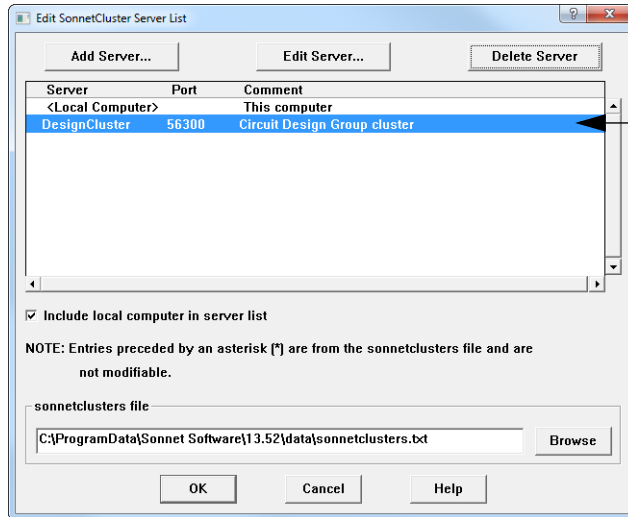 Edit SonnetCluster Server List
Add Server... Edit Server... Delete Server
Server Port Comment
<Local Computer> This computer
DesignCluster 56300 Circuit Design Group cluster
Include local computer in server list
NOTE: Entries preceded by an asterisk (*) are from the sonnetclusters file and are
not modifiable.
sonnetclusters file
C:\ProgramData\Sonnet Software\13.52\data\sonnetclusters.txt Browse
OK Cancel Help